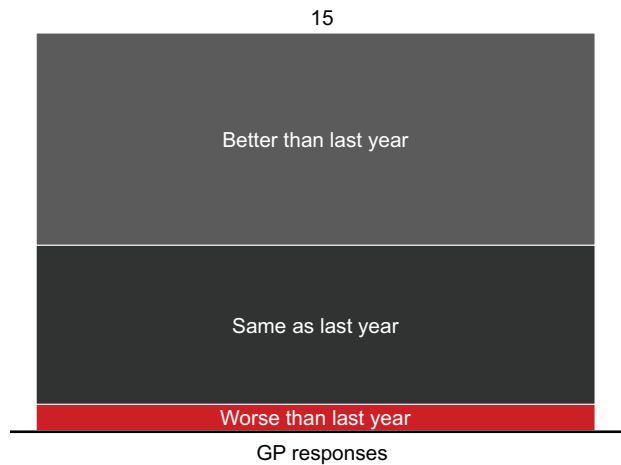 15
Better than last year
Same as last year
Worse than last year
GP responses